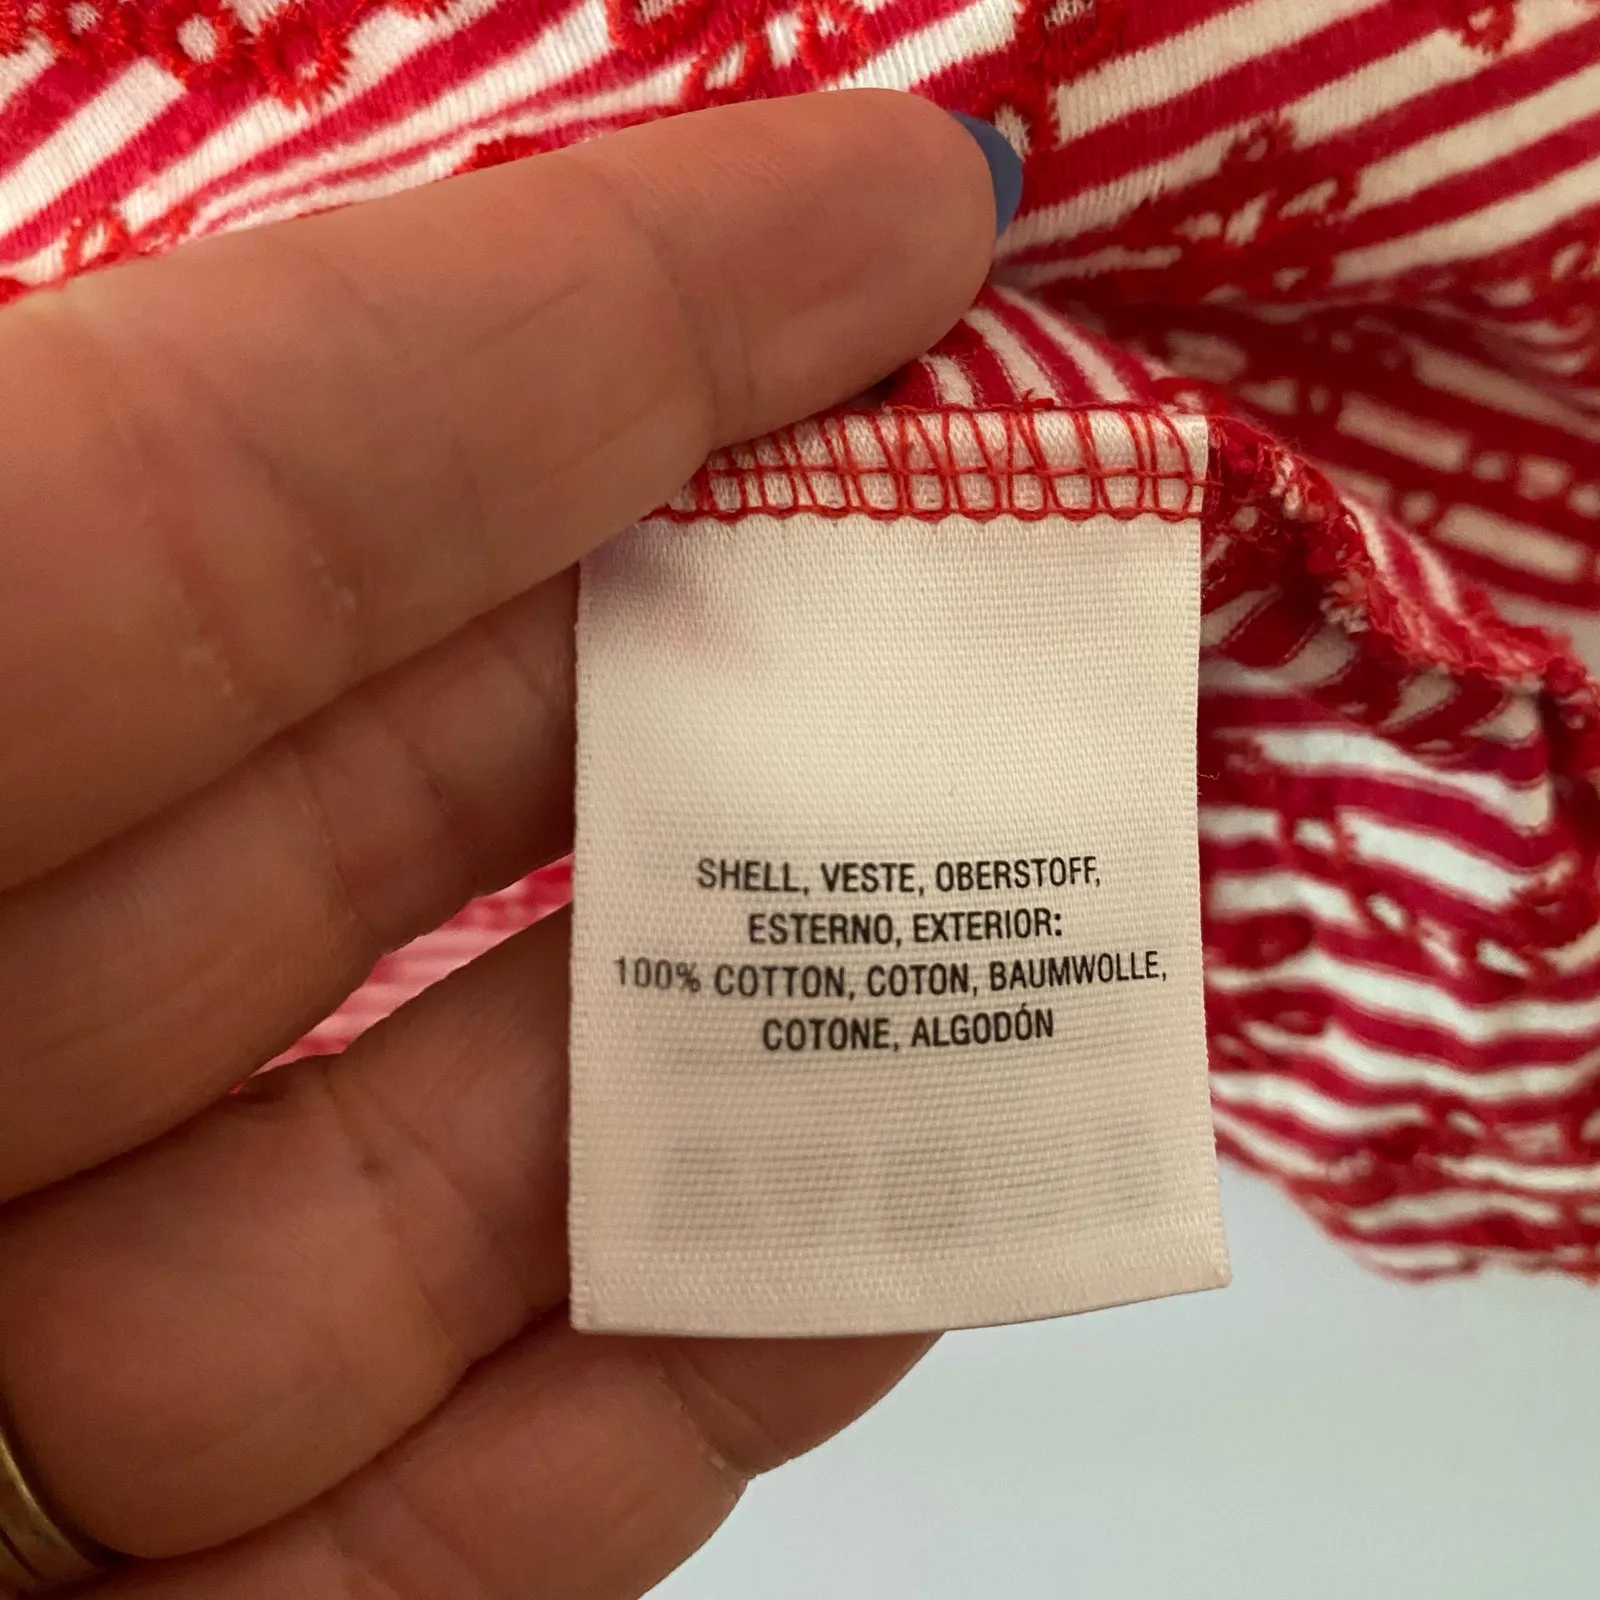 SHELL, VESTE, OBERSTOFF,
ESTERNO, EXTERIOR:
100% COTTON, COTON, BAUMWOLLE,
COTONE, ALGODÓN